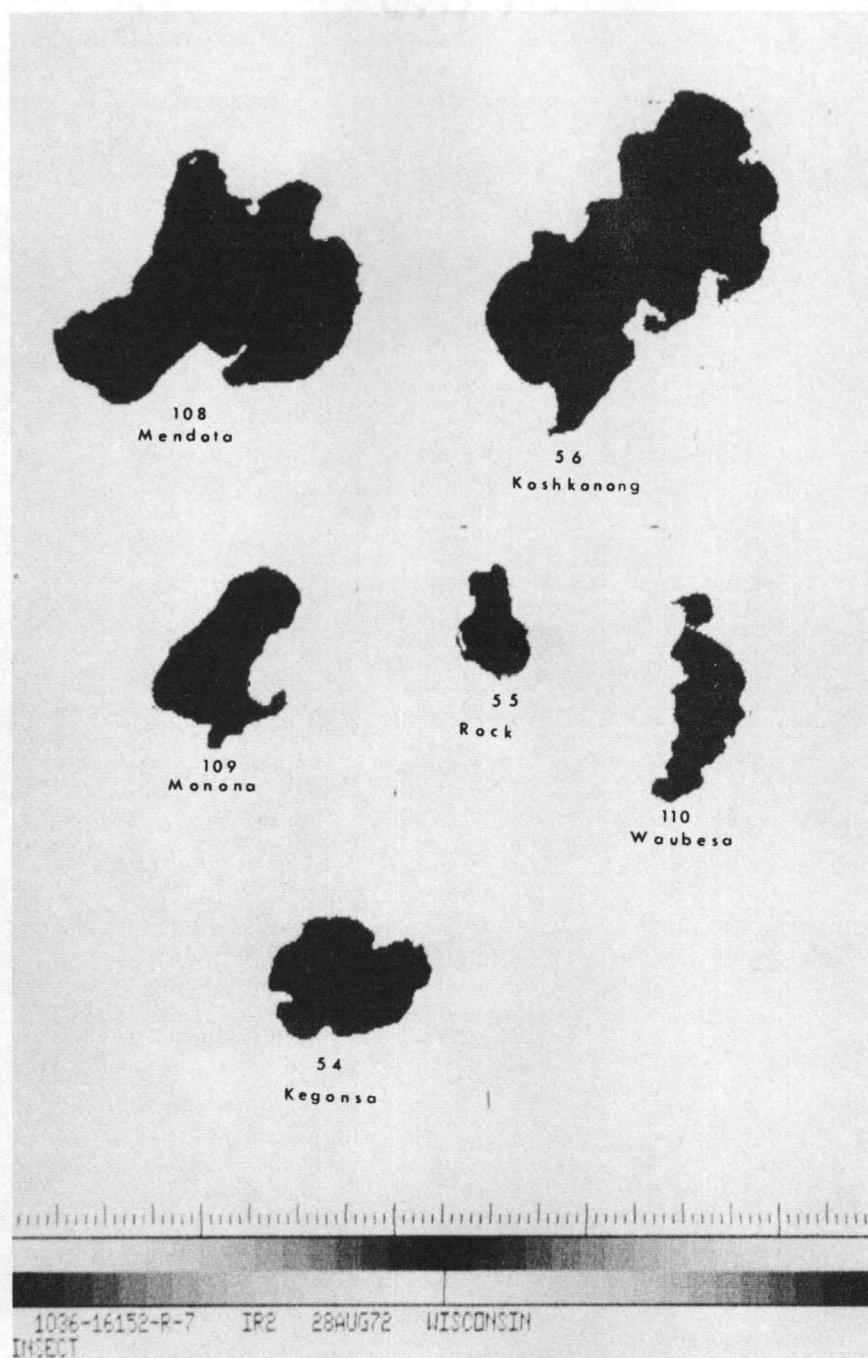 108
Mendota
56
Koshkonong
109
Monona
55
Rock
110
Waubesa
54
Kegonsa
1036-16152-R-7 IR2 28AUG72 WISCONSIN
INSECT